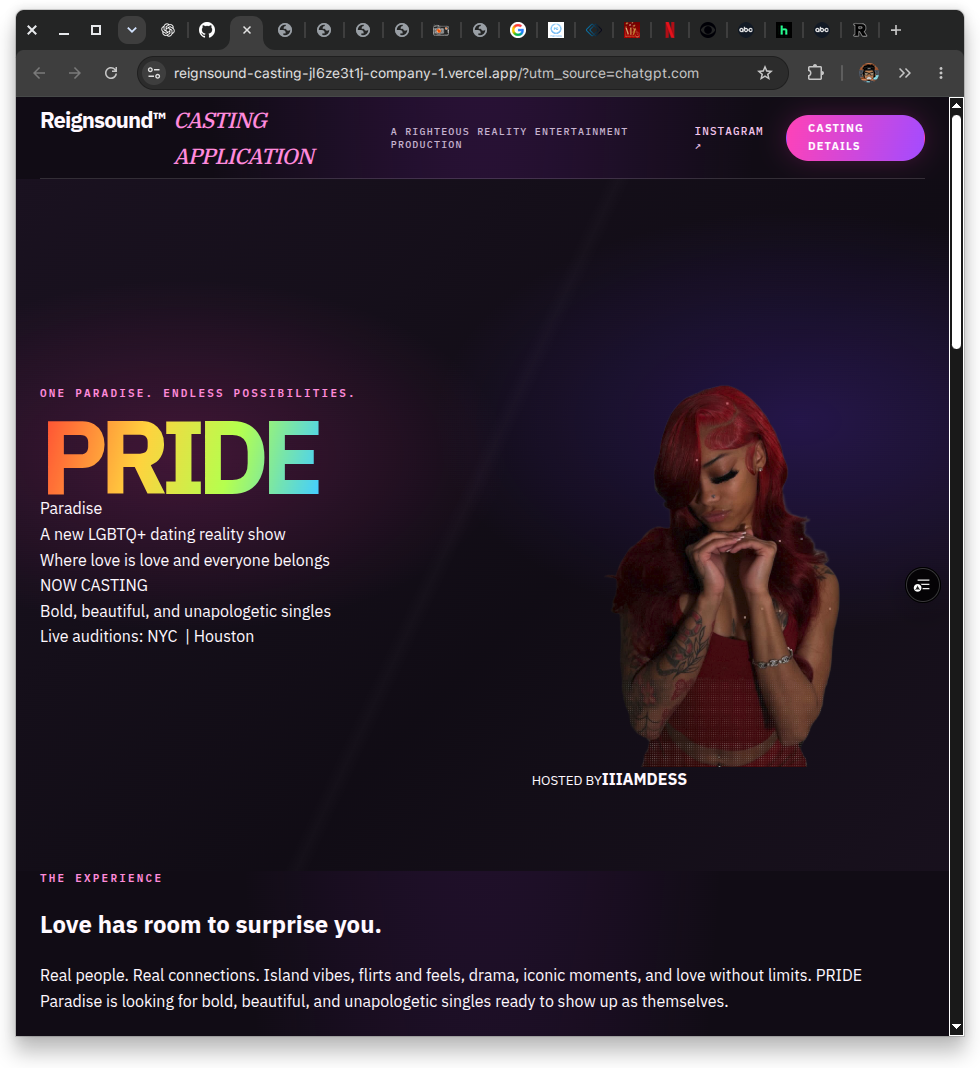 reignsound-casting-jl6ze3t1j-company-1.vercel.app/?utm_source=chatgpt.com
Reignsound™ CASTING
APPLICATION
A RIGHTEOUS REALITY ENTERTAINMENT
PRODUCTION
INSTAGRAM
↗
CASTING
DETAILS
ONE PARADISE. ENDLESS POSSIBILITIES.
PRIDE
Paradise
A new LGBTQ+ dating reality show
Where love is love and everyone belongs
NOW CASTING
Bold, beautiful, and unapologetic singles
Live auditions: NYC | Houston
HOSTED BYIIIAMDESS
THE EXPERIENCE
Love has room to surprise you.
Real people. Real connections. Island vibes, flirts and feels, drama, iconic moments, and love without limits. PRIDE
Paradise is looking for bold, beautiful, and unapologetic singles ready to show up as themselves.